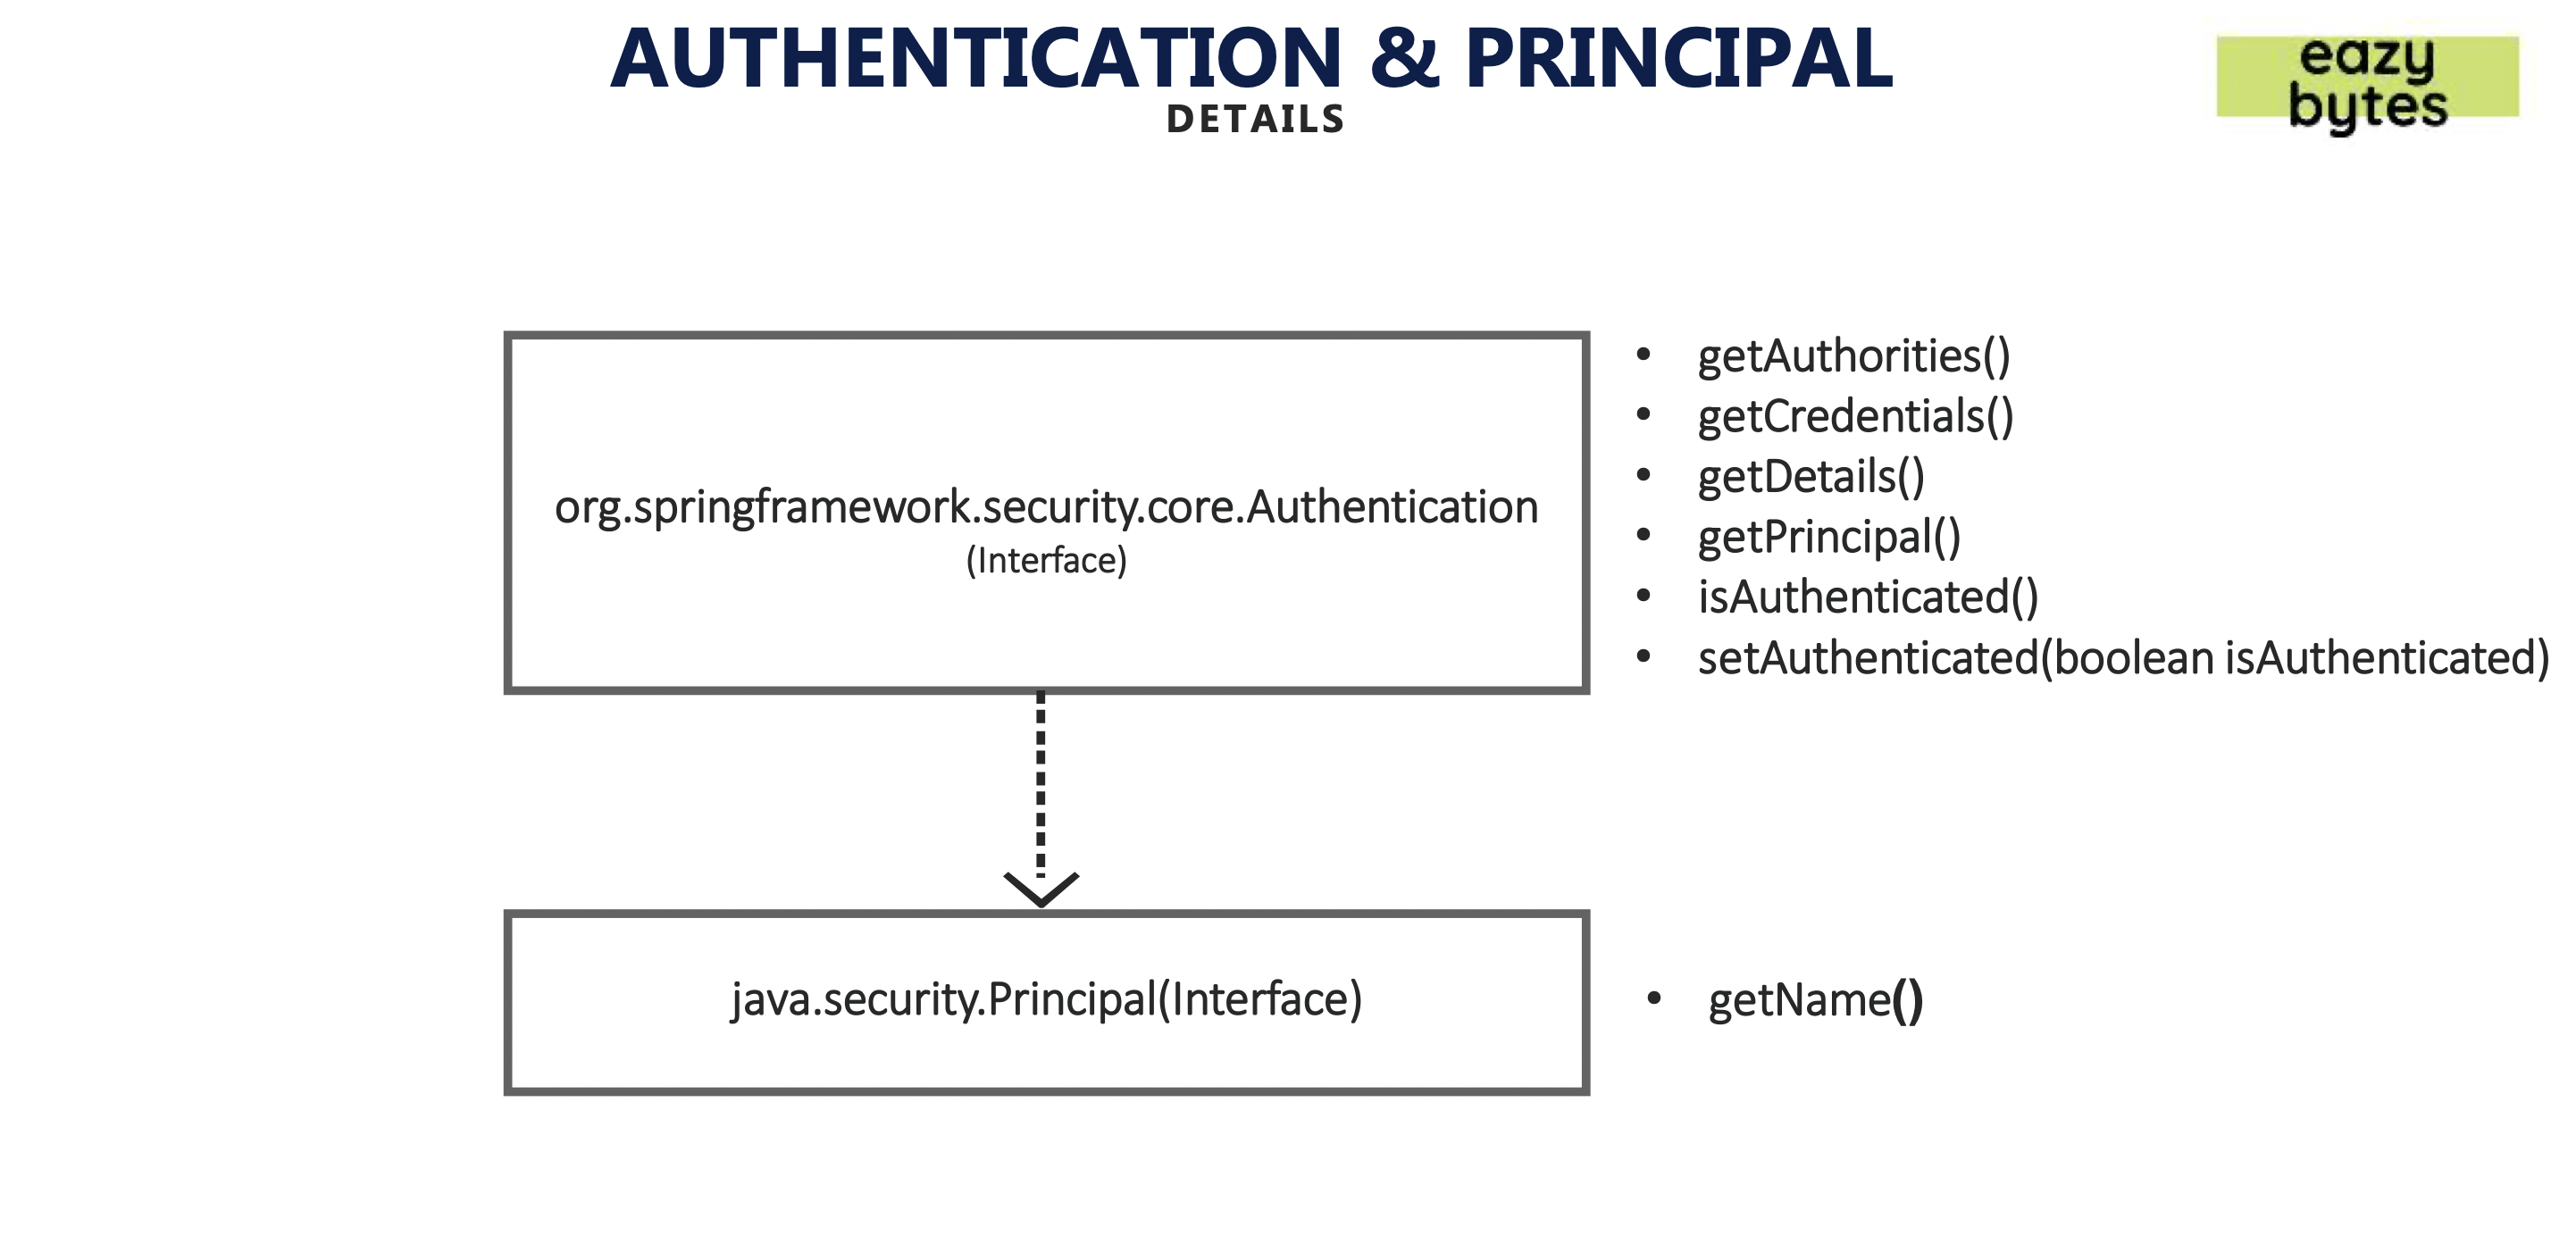 AUTHENTICATION & PRINCIPAL
DETAILS
eazy
bytes
org.springframework.security.core.Authentication
(Interface)
• getAuthorities()
• getCredentials()
• getDetails()
• getPrincipal()
• isAuthenticated()
• setAuthenticated(boolean isAuthenticated)
java.security.Principal(Interface)
• getName()